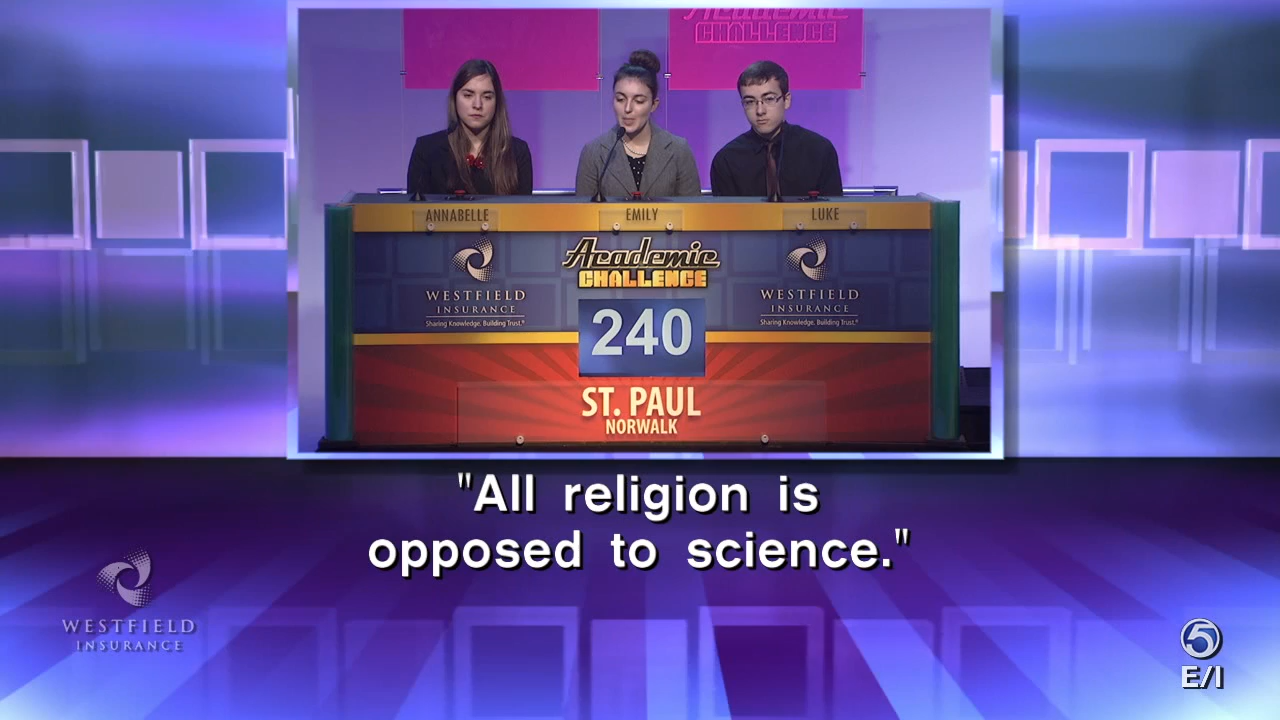 Academic
CHALLENGE
ANNABELLE
EMILY
LUKE
WESTFIELD
INSURANCE
Sharing Knowledge. Building Trust.®
Academic
CHALLENGE
WESTFIELD
INSURANCE
Sharing Knowledge. Building Trust.®
240
ST. PAUL
NORWALK
"All religion is
opposed to science."
WESTFIELD
INSURANCE
5
E/I